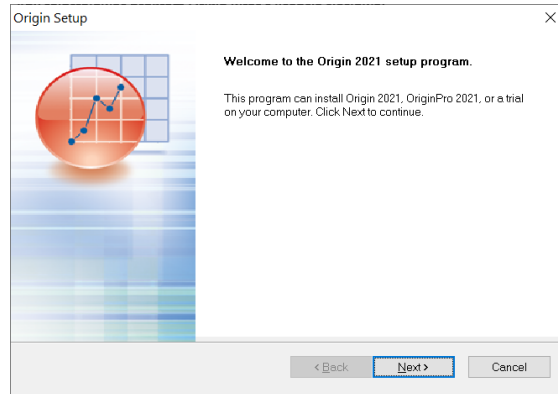 Origin Setup
Welcome to the Origin 2021 setup program.
This program can install Origin 2021, OriginPro 2021, or a trial
on your computer. Click Next to continue.
< Back
Next >
Cancel